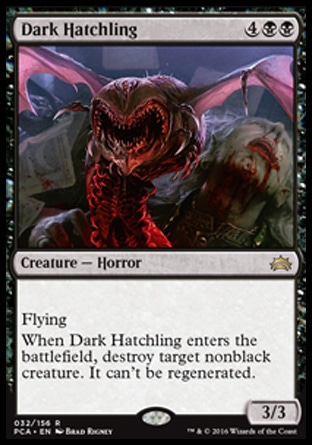 Dark Hatchling 4
Creature — Horror
Flying
When Dark Hatchling enters the
battlefield, destroy target nonblack
creature. It can't be regenerated.
3/3
032/156 R
PCA • EN Brad Rigney
™ & © 2016 Wizards of the Coast